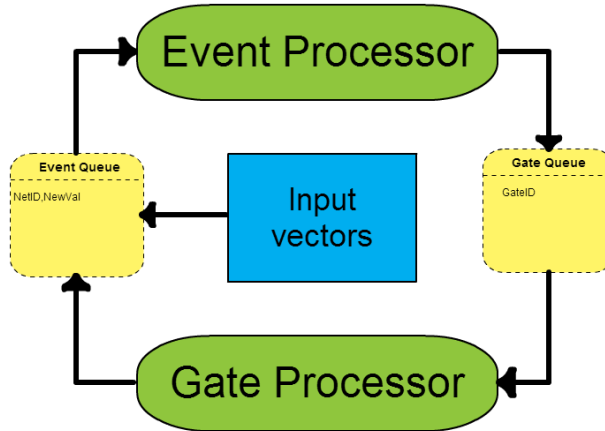 Event Processor
Event Queue
NetID,NewVal
Input
vectors
Gate Queue
GateID
Gate Processor